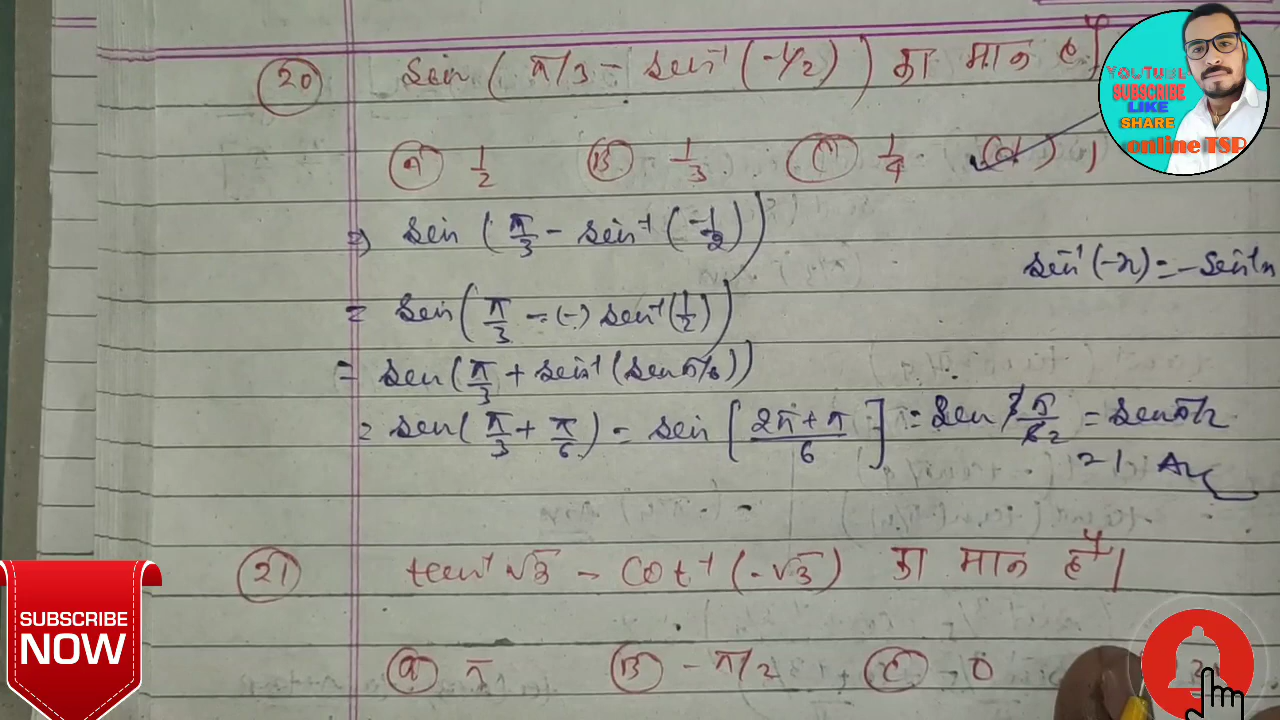 20 sin ( π/3 - sin⁻¹ (-1/2) ) का मान है|
(A) 1/2 (B) 1/3 (C) 1/4 (d) 1
YOUTUBE
SUBSCRIBE
LIKE
SHARE
online TSP
⇒ sin ( π/3 - sin⁻¹ (-1/2) )
sin⁻¹ (-x) = - sin⁻¹x
= sin ( π/3 - (-) sin⁻¹ (1/2) )
= sin ( π/3 + sin⁻¹ (sin π/6) )
= sin ( π/3 + π/6 ) = sin [ 2π + π / 6 ] = sin 3π/6 2 = sin π/2
= 1 Ans
21 tan⁻¹ √3 - cot⁻¹ (-√3) का मान है|
(a) π (B) - π/2 (C) 0
SUBSCRIBE
NOW